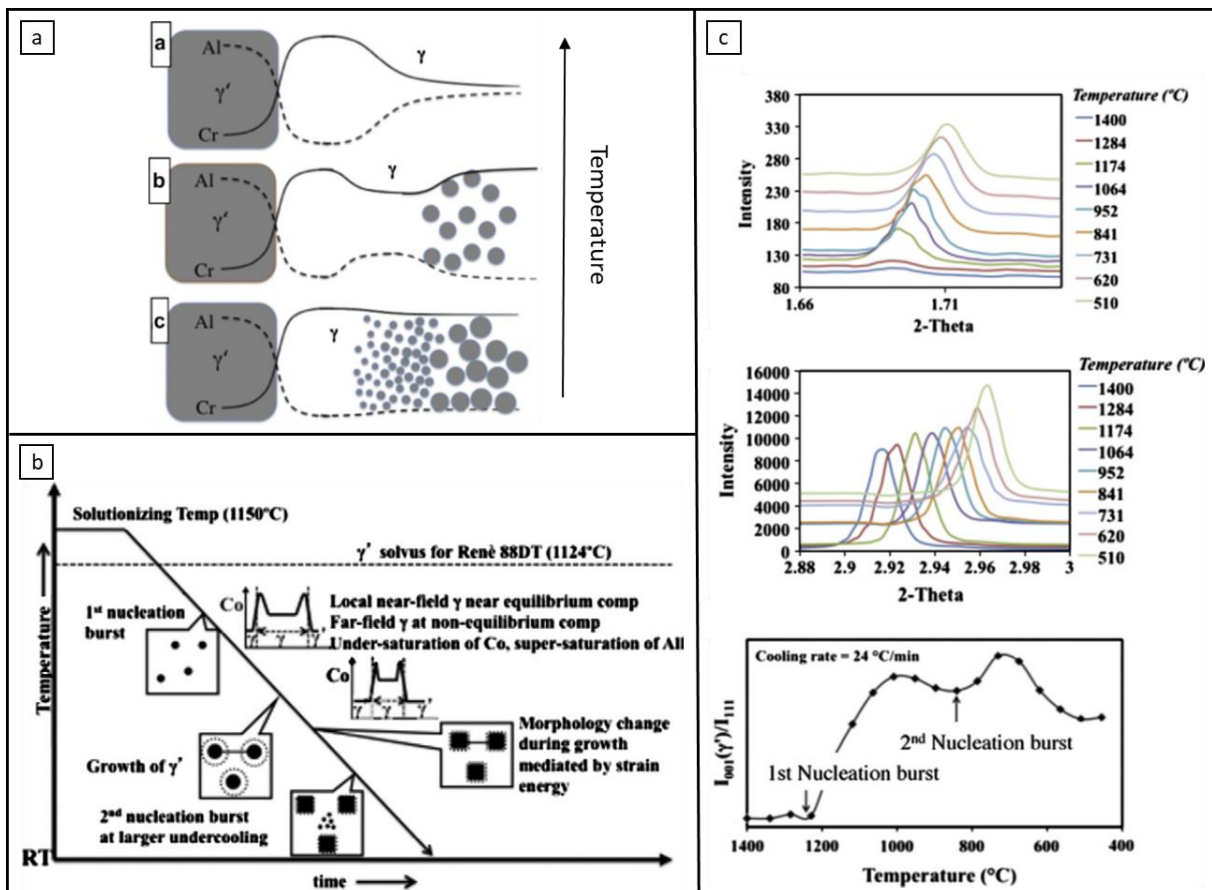 a
a
Al
γ
γ′
Cr
b
Al
γ
γ′
Cr
c
Al
γ
γ′
Cr
Temperature
b
Solutionizing Temp (1150°C)
γ' solvus for Renè 88DT (1124°C)
1st nucleation
burst
Co
γ' γ γ'
Local near-field γ near equilibrium comp
Far-field γ at non-equilibrium comp
Under-saturation of Co, super-saturation of Al
Co
γ' γ γ'
Growth of γ'
Morphology change
during growth
mediated by strain
energy
2nd nucleation burst
at larger undercooling
Temperature
RT
time
c
380
330
280
230
180
130
80
Intensity
1.66 1.71
2-Theta
Temperature (°C)
1400
1284
1174
1064
952
841
731
620
510
16000
14000
12000
10000
8000
6000
4000
2000
0
Intensity
2.88 2.9 2.92 2.94 2.96 2.98 3
2-Theta
Temperature (°C)
1400
1284
1174
1064
952
841
731
620
510
Cooling rate = 24 °C/min
I001(γ')/I111
2nd Nucleation burst
1st Nucleation burst
1400 1200 1000 800 600 400
Temperature (°C)